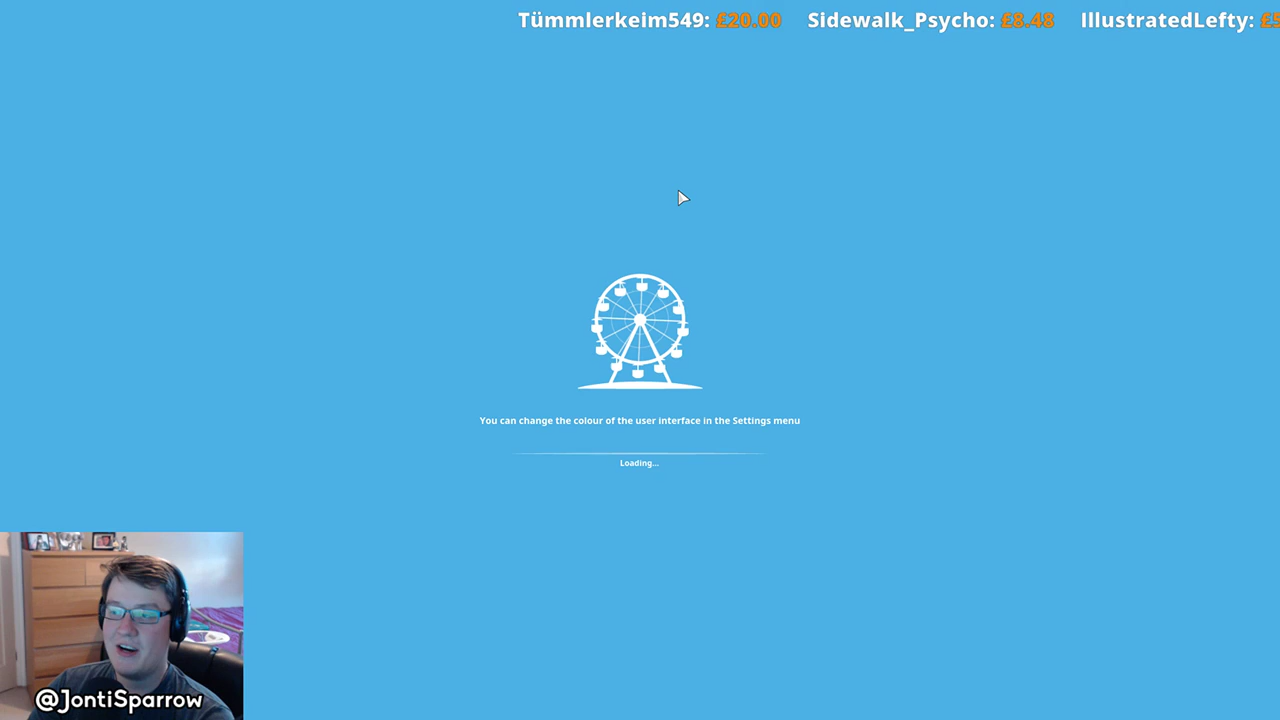 Tümmlerkeim549: £20.00 Sidewalk_Psycho: £8.48 IllustratedLefty: £5
You can change the colour of the user interface in the Settings menu
Loading...
@JontiSparrow